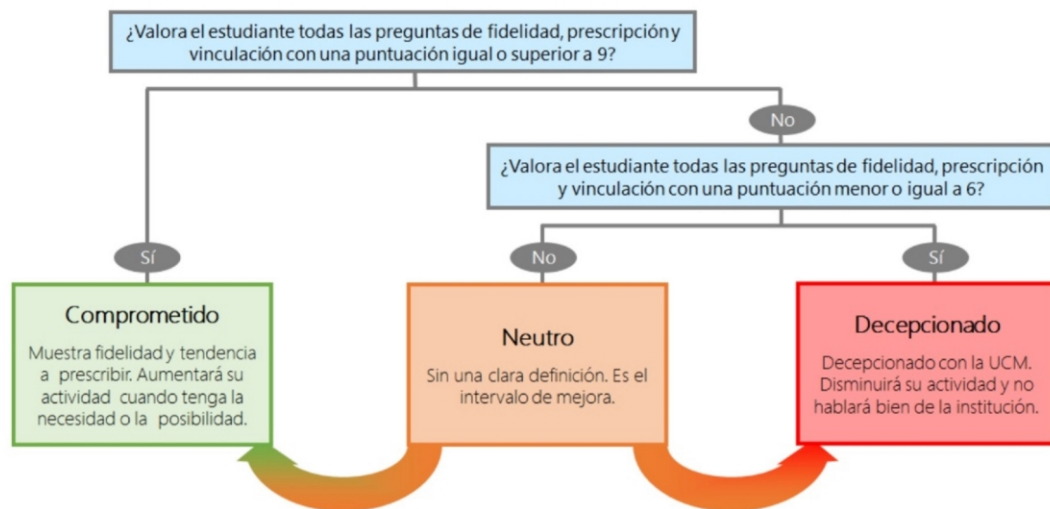 ¿Valora el estudiante todas las preguntas de fidelidad, prescripción y
vinculación con una puntuación igual o superior a 9?
No
¿Valora el estudiante todas las preguntas de fidelidad, prescripción
y vinculación con una puntuación menor o igual a 6?
Sí
No
Sí
Comprometido
Muestra fidelidad y tendencia
a prescribir. Aumentará su
actividad cuando tenga la
necesidad o la posibilidad.
Neutro
Sin una clara definición. Es el
intervalo de mejora.
Decepcionado
Decepcionado con la UCM.
Disminuirá su actividad y no
hablará bien de la institución.